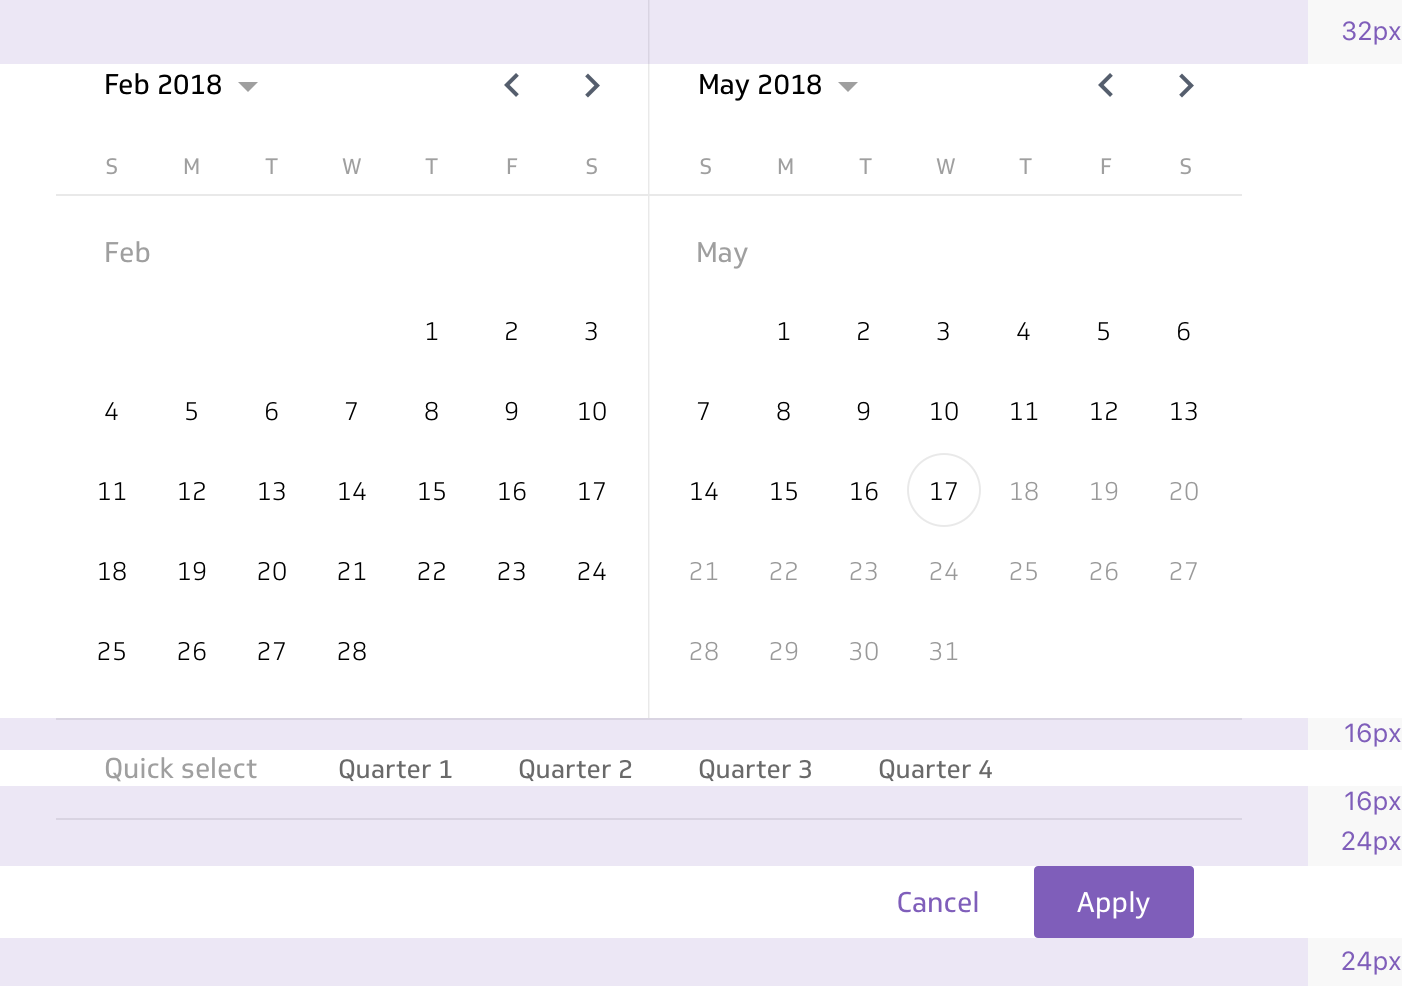 32px
Feb 2018
May 2018
S M T W T F S
S M T W T F S
Feb
May
1 2 3
1 2 3 4 5 6
4 5 6 7 8 9 10
7 8 9 10 11 12 13
11 12 13 14 15 16 17
14 15 16 17 18 19 20
18 19 20 21 22 23 24
21 22 23 24 25 26 27
25 26 27 28
28 29 30 31
16px
Quick select Quarter 1 Quarter 2 Quarter 3 Quarter 4
16px
24px
Cancel Apply
24px